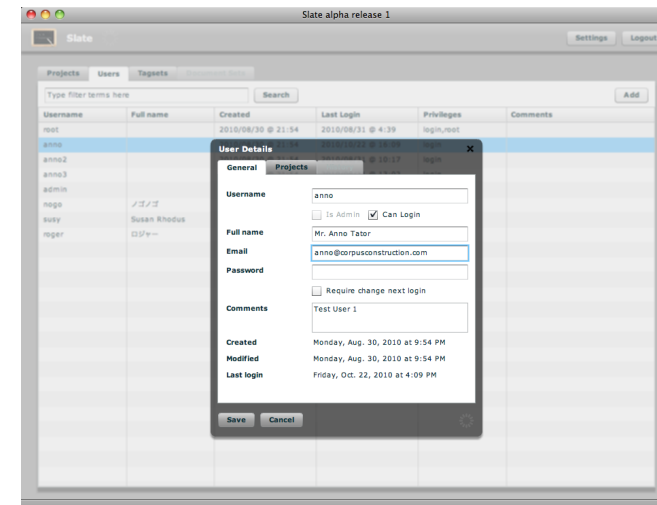 Slate alpha release 1
Slate
Settings Logout
Projects Users Tagsets
Type filter terms here Search Add
Username Full name Created Last Login Privileges Comments
root 2010/08/30 @ 21:54 2010/08/31 @ 4:39 login,root
anno
anno2
anno3
admin
nogo ノゴノゴ
susy Susan Rhodus
roger ロジャー
User Details
General Projects
Username anno
Is Admin Can Login
Full name Mr. Anno Tator
Email anno@corpusconstruction.com
Password
Require change next login
Comments Test User 1
Created Monday, Aug. 30, 2010 at 9:54 PM
Modified Monday, Aug. 30, 2010 at 9:54 PM
Last login Friday, Oct. 22, 2010 at 4:09 PM
Save Cancel